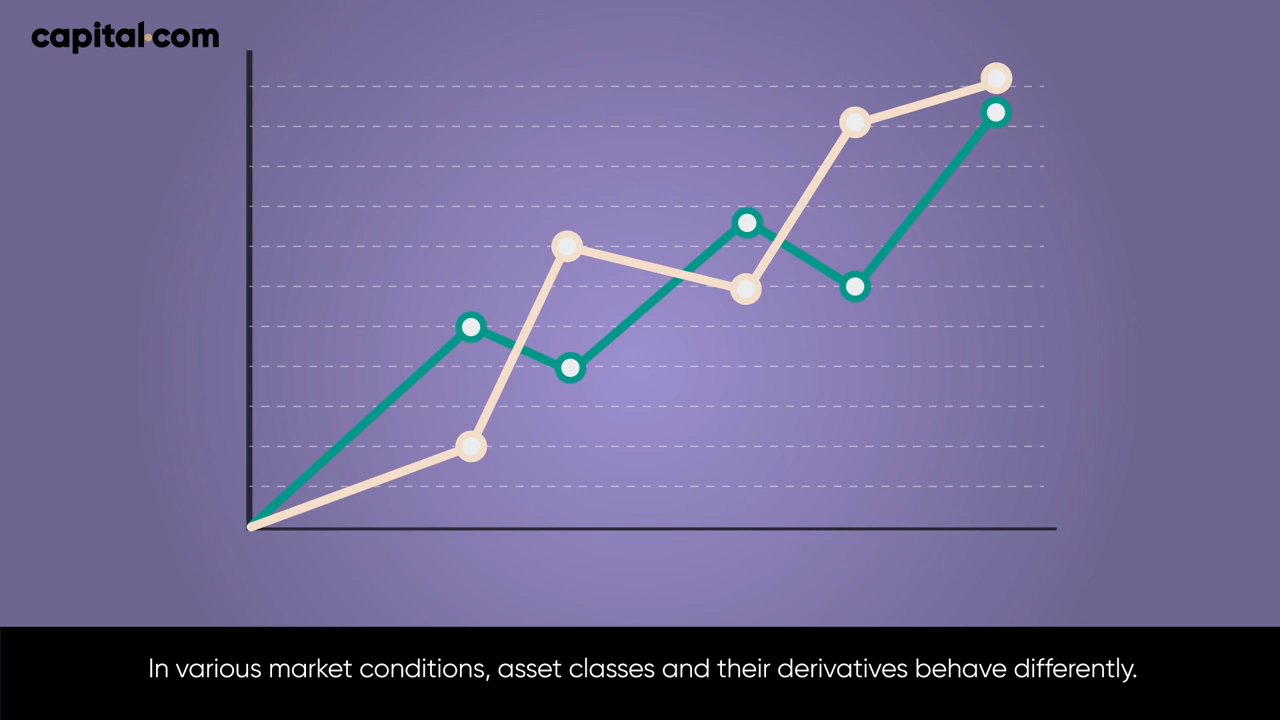 capital.com
In various market conditions, asset classes and their derivatives behave differently.